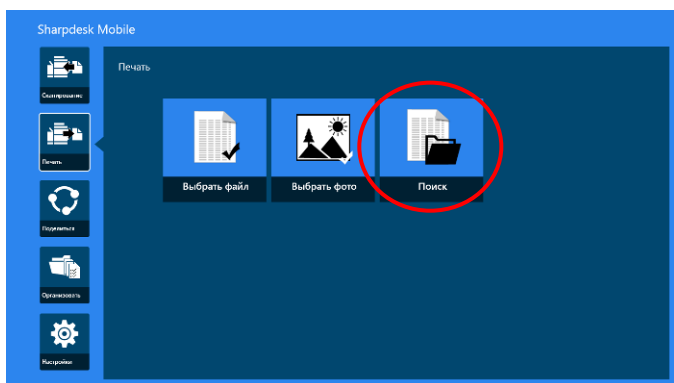 Sharpdesk Mobile
Сканирование
Печать
Поделиться
Организовать
Настройки
Печать
Выбрать файл
Выбрать фото
Поиск